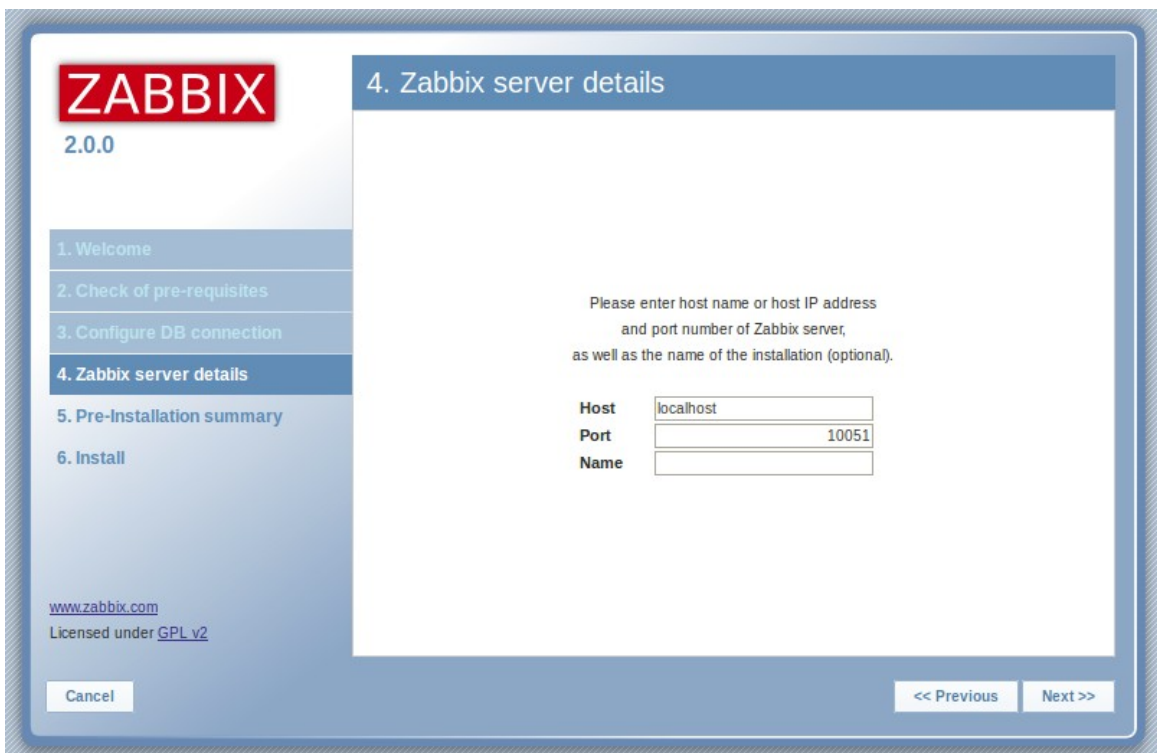 ZABBIX
2.0.0
1. Welcome
2. Check of pre-requisites
3. Configure DB connection
4. Zabbix server details
5. Pre-Installation summary
6. Install
www.zabbix.com
Licensed under GPL v2
4. Zabbix server details
Please enter host name or host IP address
and port number of Zabbix server,
as well as the name of the installation (optional).
Host localhost
Port 10051
Name
Cancel
<< Previous
Next >>